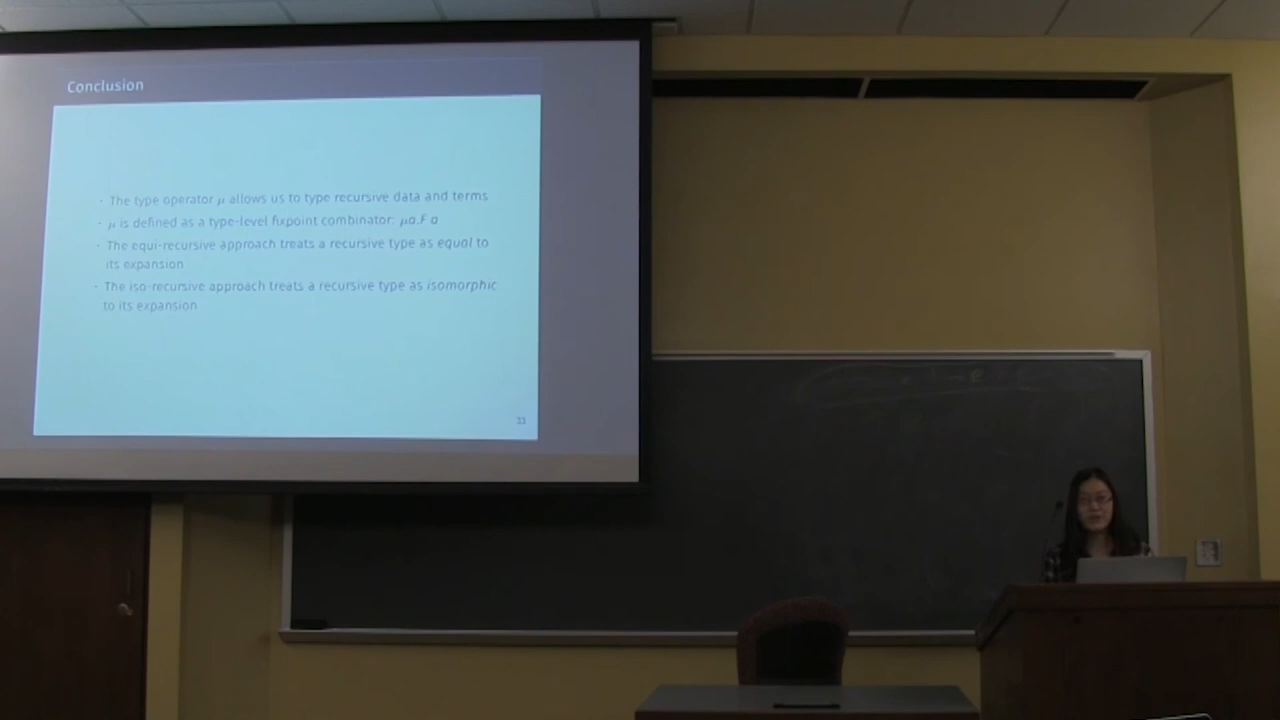 Conclusion
· The type operator μ allows us to type recursive data and terms
· μ is defined as a type-level fixpoint combinator: μα.F α
· The equi-recursive approach treats a recursive type as equal to
its expansion
· The iso-recursive approach treats a recursive type as isomorphic
to its expansion
33